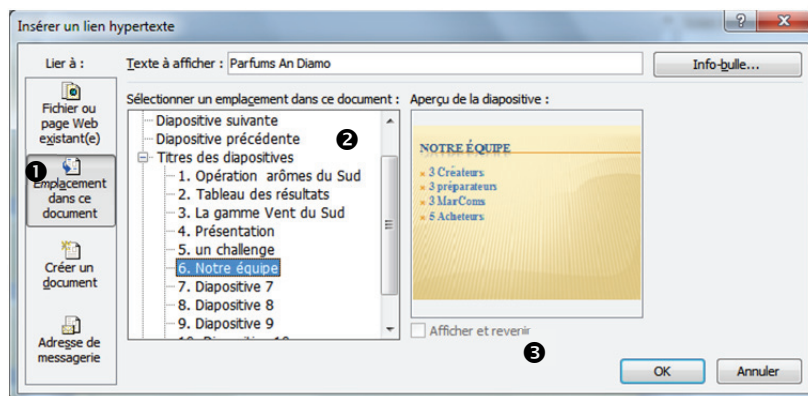 Insérer un lien hypertexte
?
X
Lier à :
Texte à afficher : Parfums An Diamo
Info-bulle...
Fichier ou
page Web
existant(e)
❶
Emplacement
dans ce
document
Créer un
document
Adresse de
messagerie
Sélectionner un emplacement dans ce document :
Diapositive suivante
❷
Diapositive précédente
Titres des diapositives
1. Opération arômes du Sud
2. Tableau des résultats
3. La gamme Vent du Sud
4. Présentation
5. un challenge
6. Notre équipe
7. Diapositive 7
8. Diapositive 8
9. Diapositive 9
Aperçu de la diapositive :
NOTRE ÉQUIPE
3 Créateurs
3 préparateurs
3 MarComs
5 Acheteurs
Afficher et revenir
❸
OK
Annuler